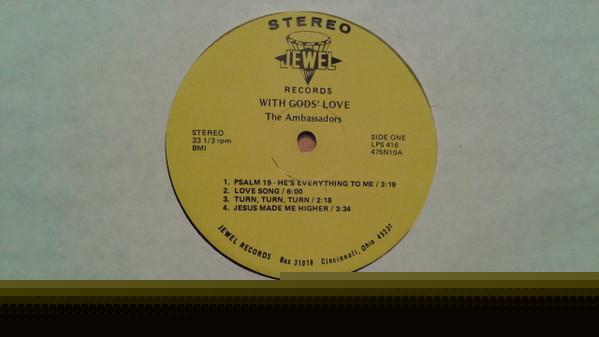 STEREO
JEWEL
RECORDS
WITH GODS' LOVE
The Ambassadors
STEREO
33 1/3 rpm
BMI
SIDE ONE
LPS 416
475N10A
1. PSALM 19 - HE'S EVERYTHING TO ME / 3:19
2. LOVE SONG / 6:00
3. TURN, TURN, TURN / 2:18
4. JESUS MADE ME HIGHER / 3:34
JEWEL RECORDS Box 31018 Cincinnati, Ohio 45231